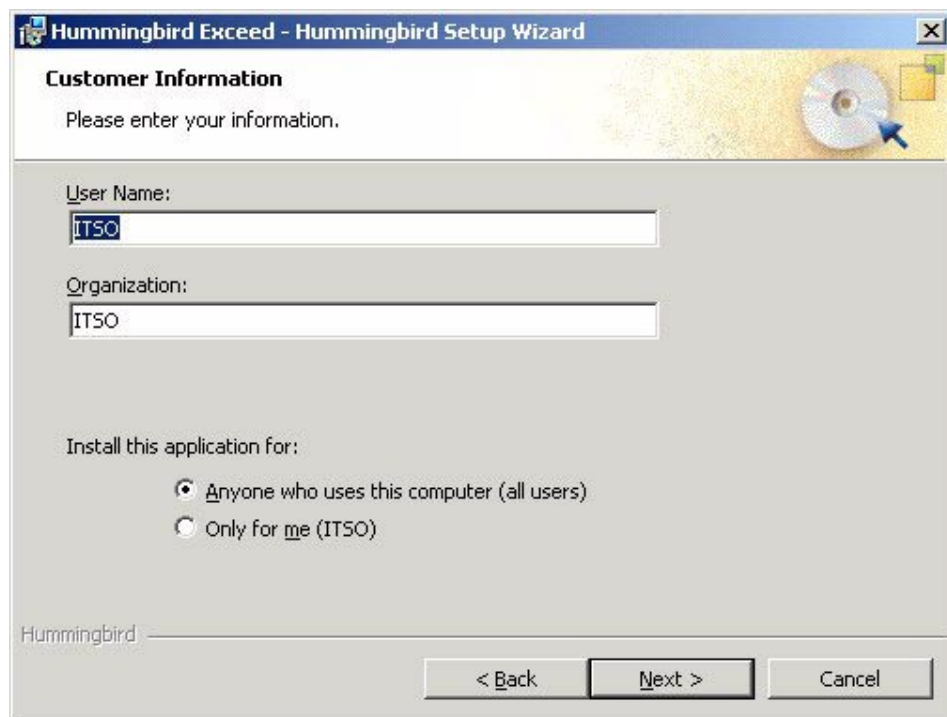 Hummingbird Exceed - Hummingbird Setup Wizard
Customer Information
Please enter your information.
User Name:
ITSO
Organization:
ITSO
Install this application for:
Anyone who uses this computer (all users)
Only for me (ITSO)
Hummingbird
< Back Next > Cancel